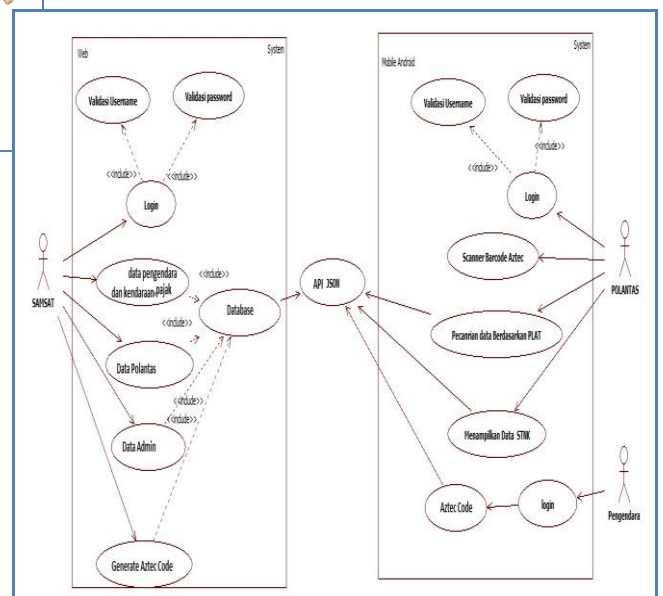 Web
System
Validasi Username
Validasi password
<<include>>
<<include>>
Login
SAMSAT
data pengendara
dan kendaraan-pajak
<<include>>
Database
<<include>>
Data Polantas
<<include>>
<<include>>
Data Admin
Generate Aztec Code
API JSON
System
Mobile Android
Validasi Username
Validasi password
<<include>>
<<include>>
Login
Scanner Barcode Aztec
POLANTAS
Pecanrian data Berdasarkan PLAT
Menampilkan Data STNK
Aztec Code
login
Pengendara